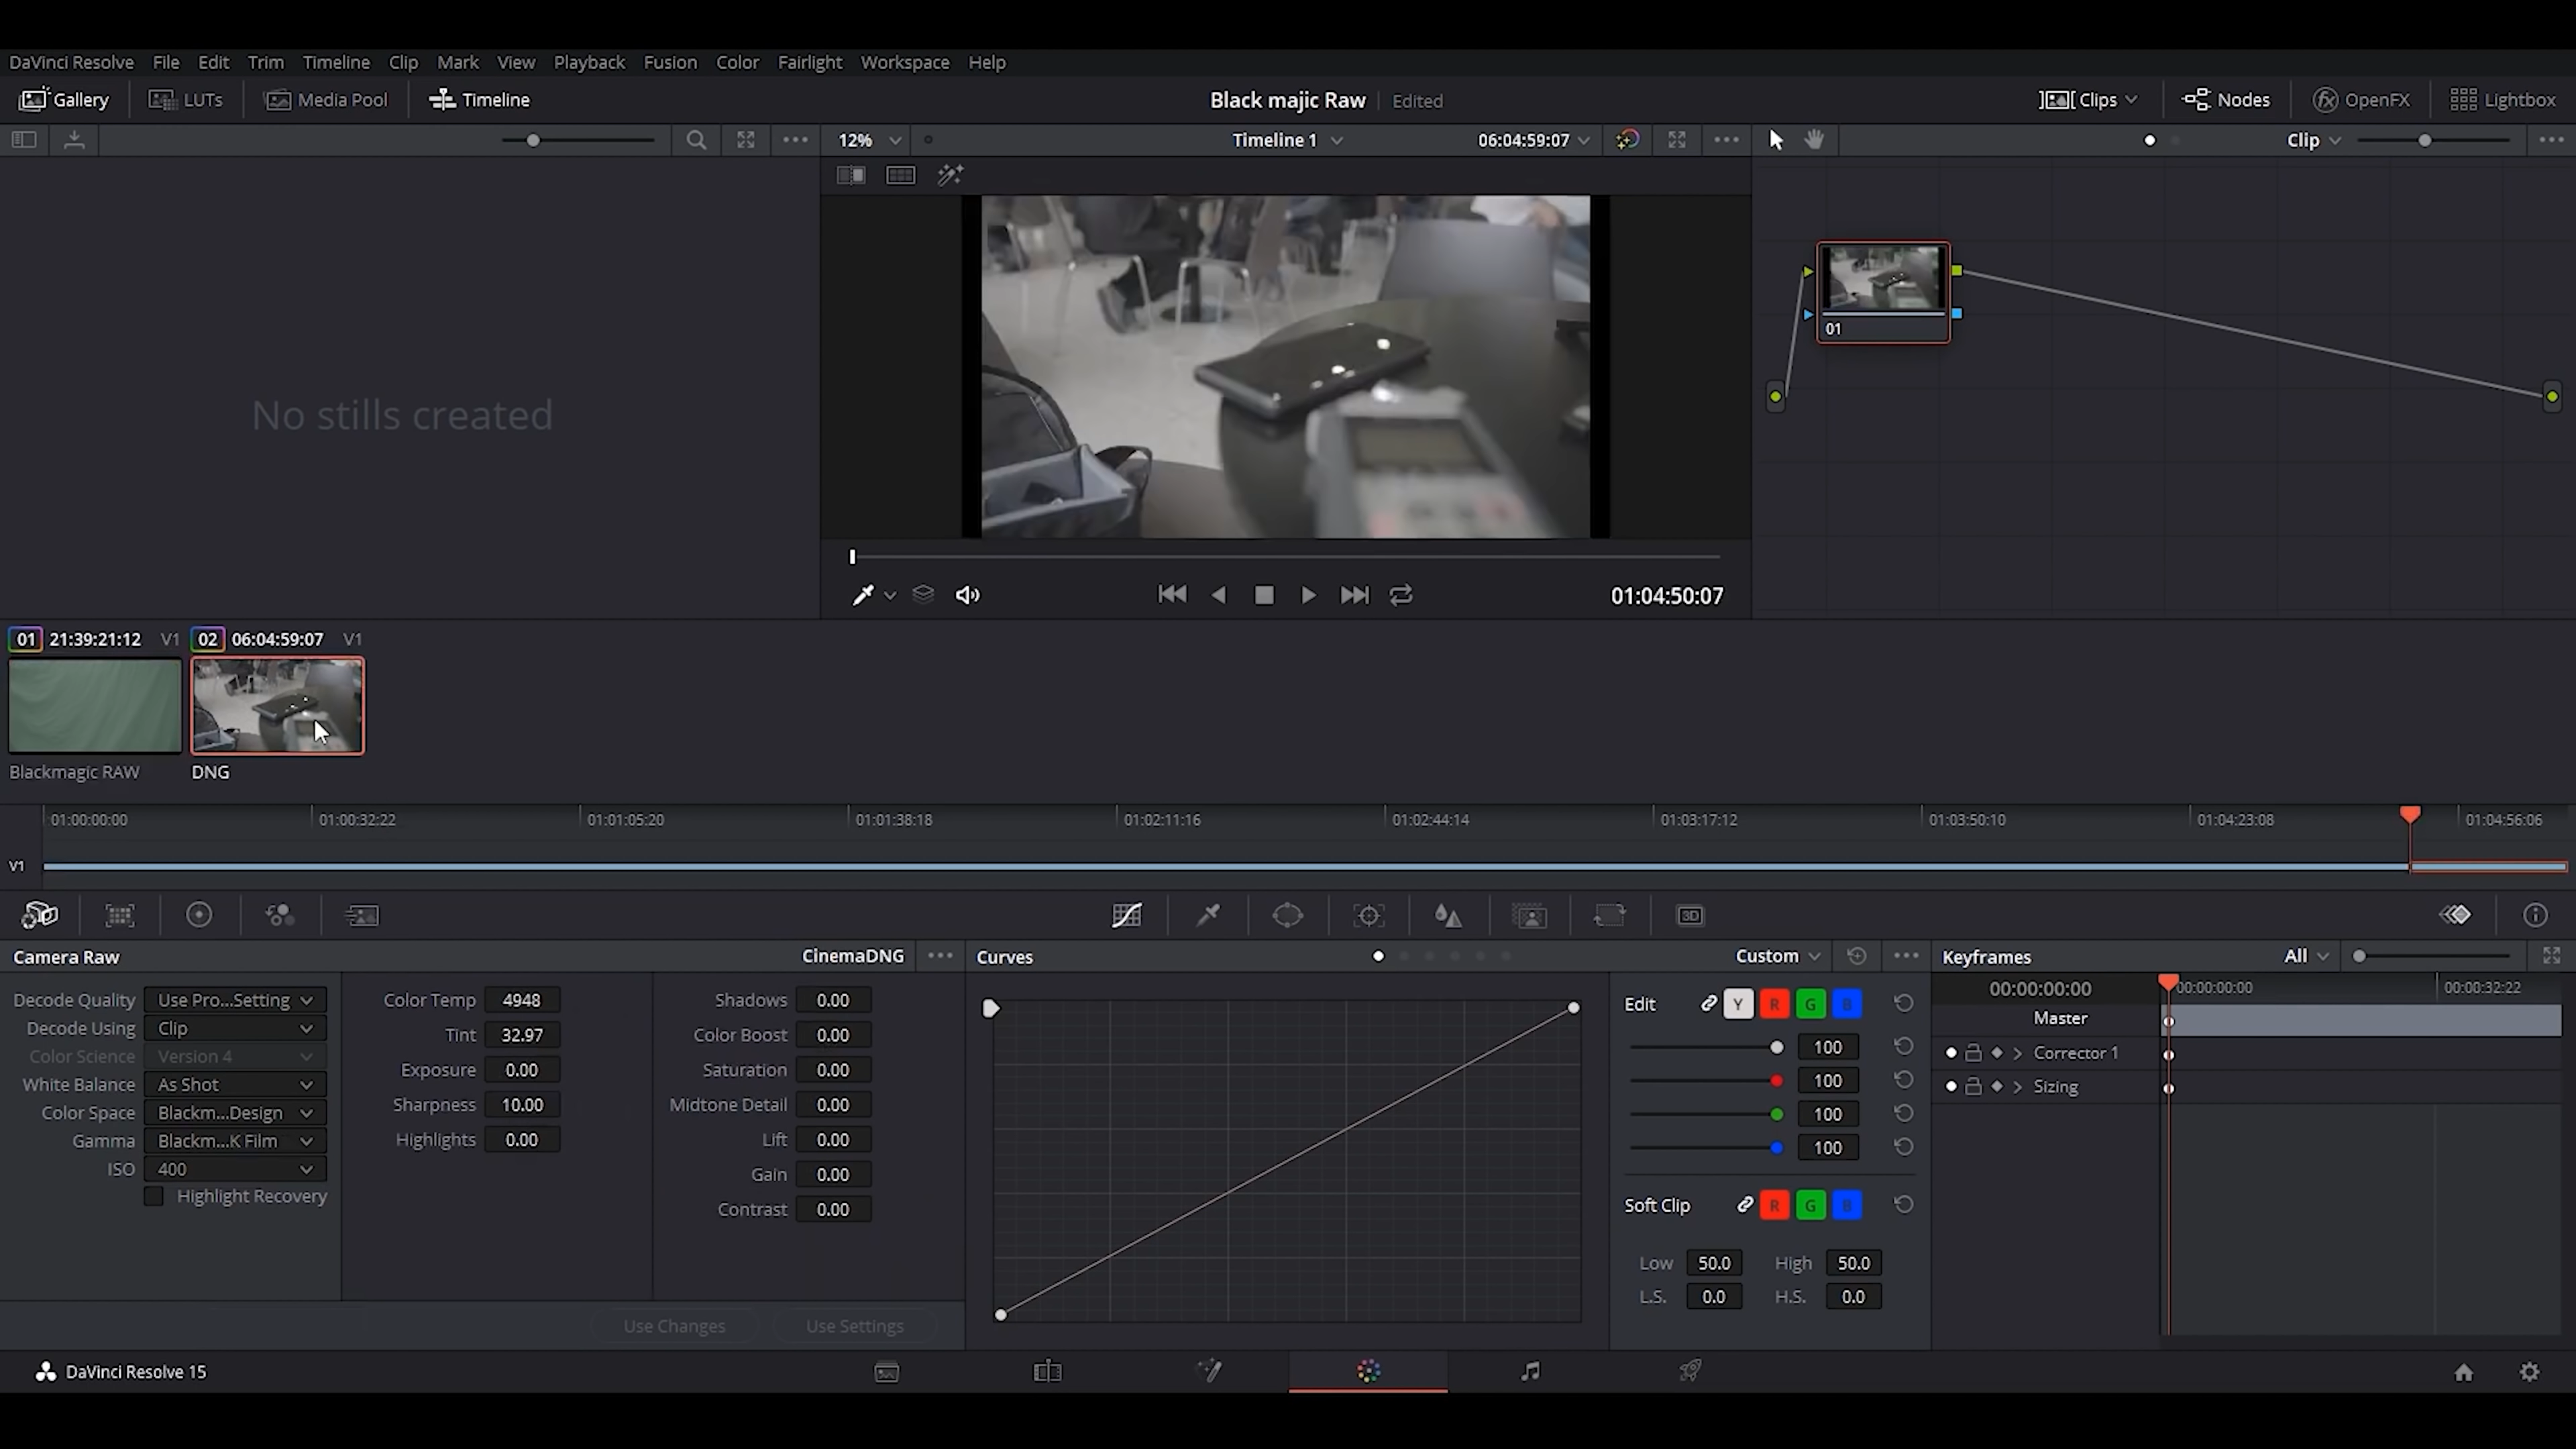 DaVinci Resolve File Edit Trim Timeline Clip Mark View Playback Fusion Color Fairlight Workspace Help
Gallery LUTs Media Pool Timeline Black majic Raw Edited Clips Nodes OpenFX Lightbox
12% Timeline 1 06:04:59:07 Clip
No stills created
01
01:04:50:07
01 21:39:21:12 V1 02 06:04:59:07 V1
Blackmagic RAW DNG
01:00:00:00 01:00:32:22 01:01:05:20 01:01:38:18 01:02:11:16 01:02:44:14 01:03:17:12 01:03:50:10 01:04:23:08 01:04:56:06
V1
3D
Camera Raw CinemaDNG Curves Custom Keyframes All
Decode Quality Use Pro...Setting
Decode Using Clip
Color Science Version 4
White Balance As Shot
Color Space Blackm...Design
Gamma Blackm...K Film
ISO 400
Highlight Recovery
Color Temp 4948
Tint 32.97
Exposure 0.00
Sharpness 10.00
Highlights 0.00
Shadows 0.00
Color Boost 0.00
Saturation 0.00
Midtone Detail 0.00
Lift 0.00
Gain 0.00
Contrast 0.00
Use Changes Use Settings
Edit Y R G B
100
100
100
100
Soft Clip R G B
Low 50.0 High 50.0
L.S. 0.0 H.S. 0.0
00:00:00:00 00:00:00:00 00:00:32:22
Master
Corrector 1
Sizing
DaVinci Resolve 15